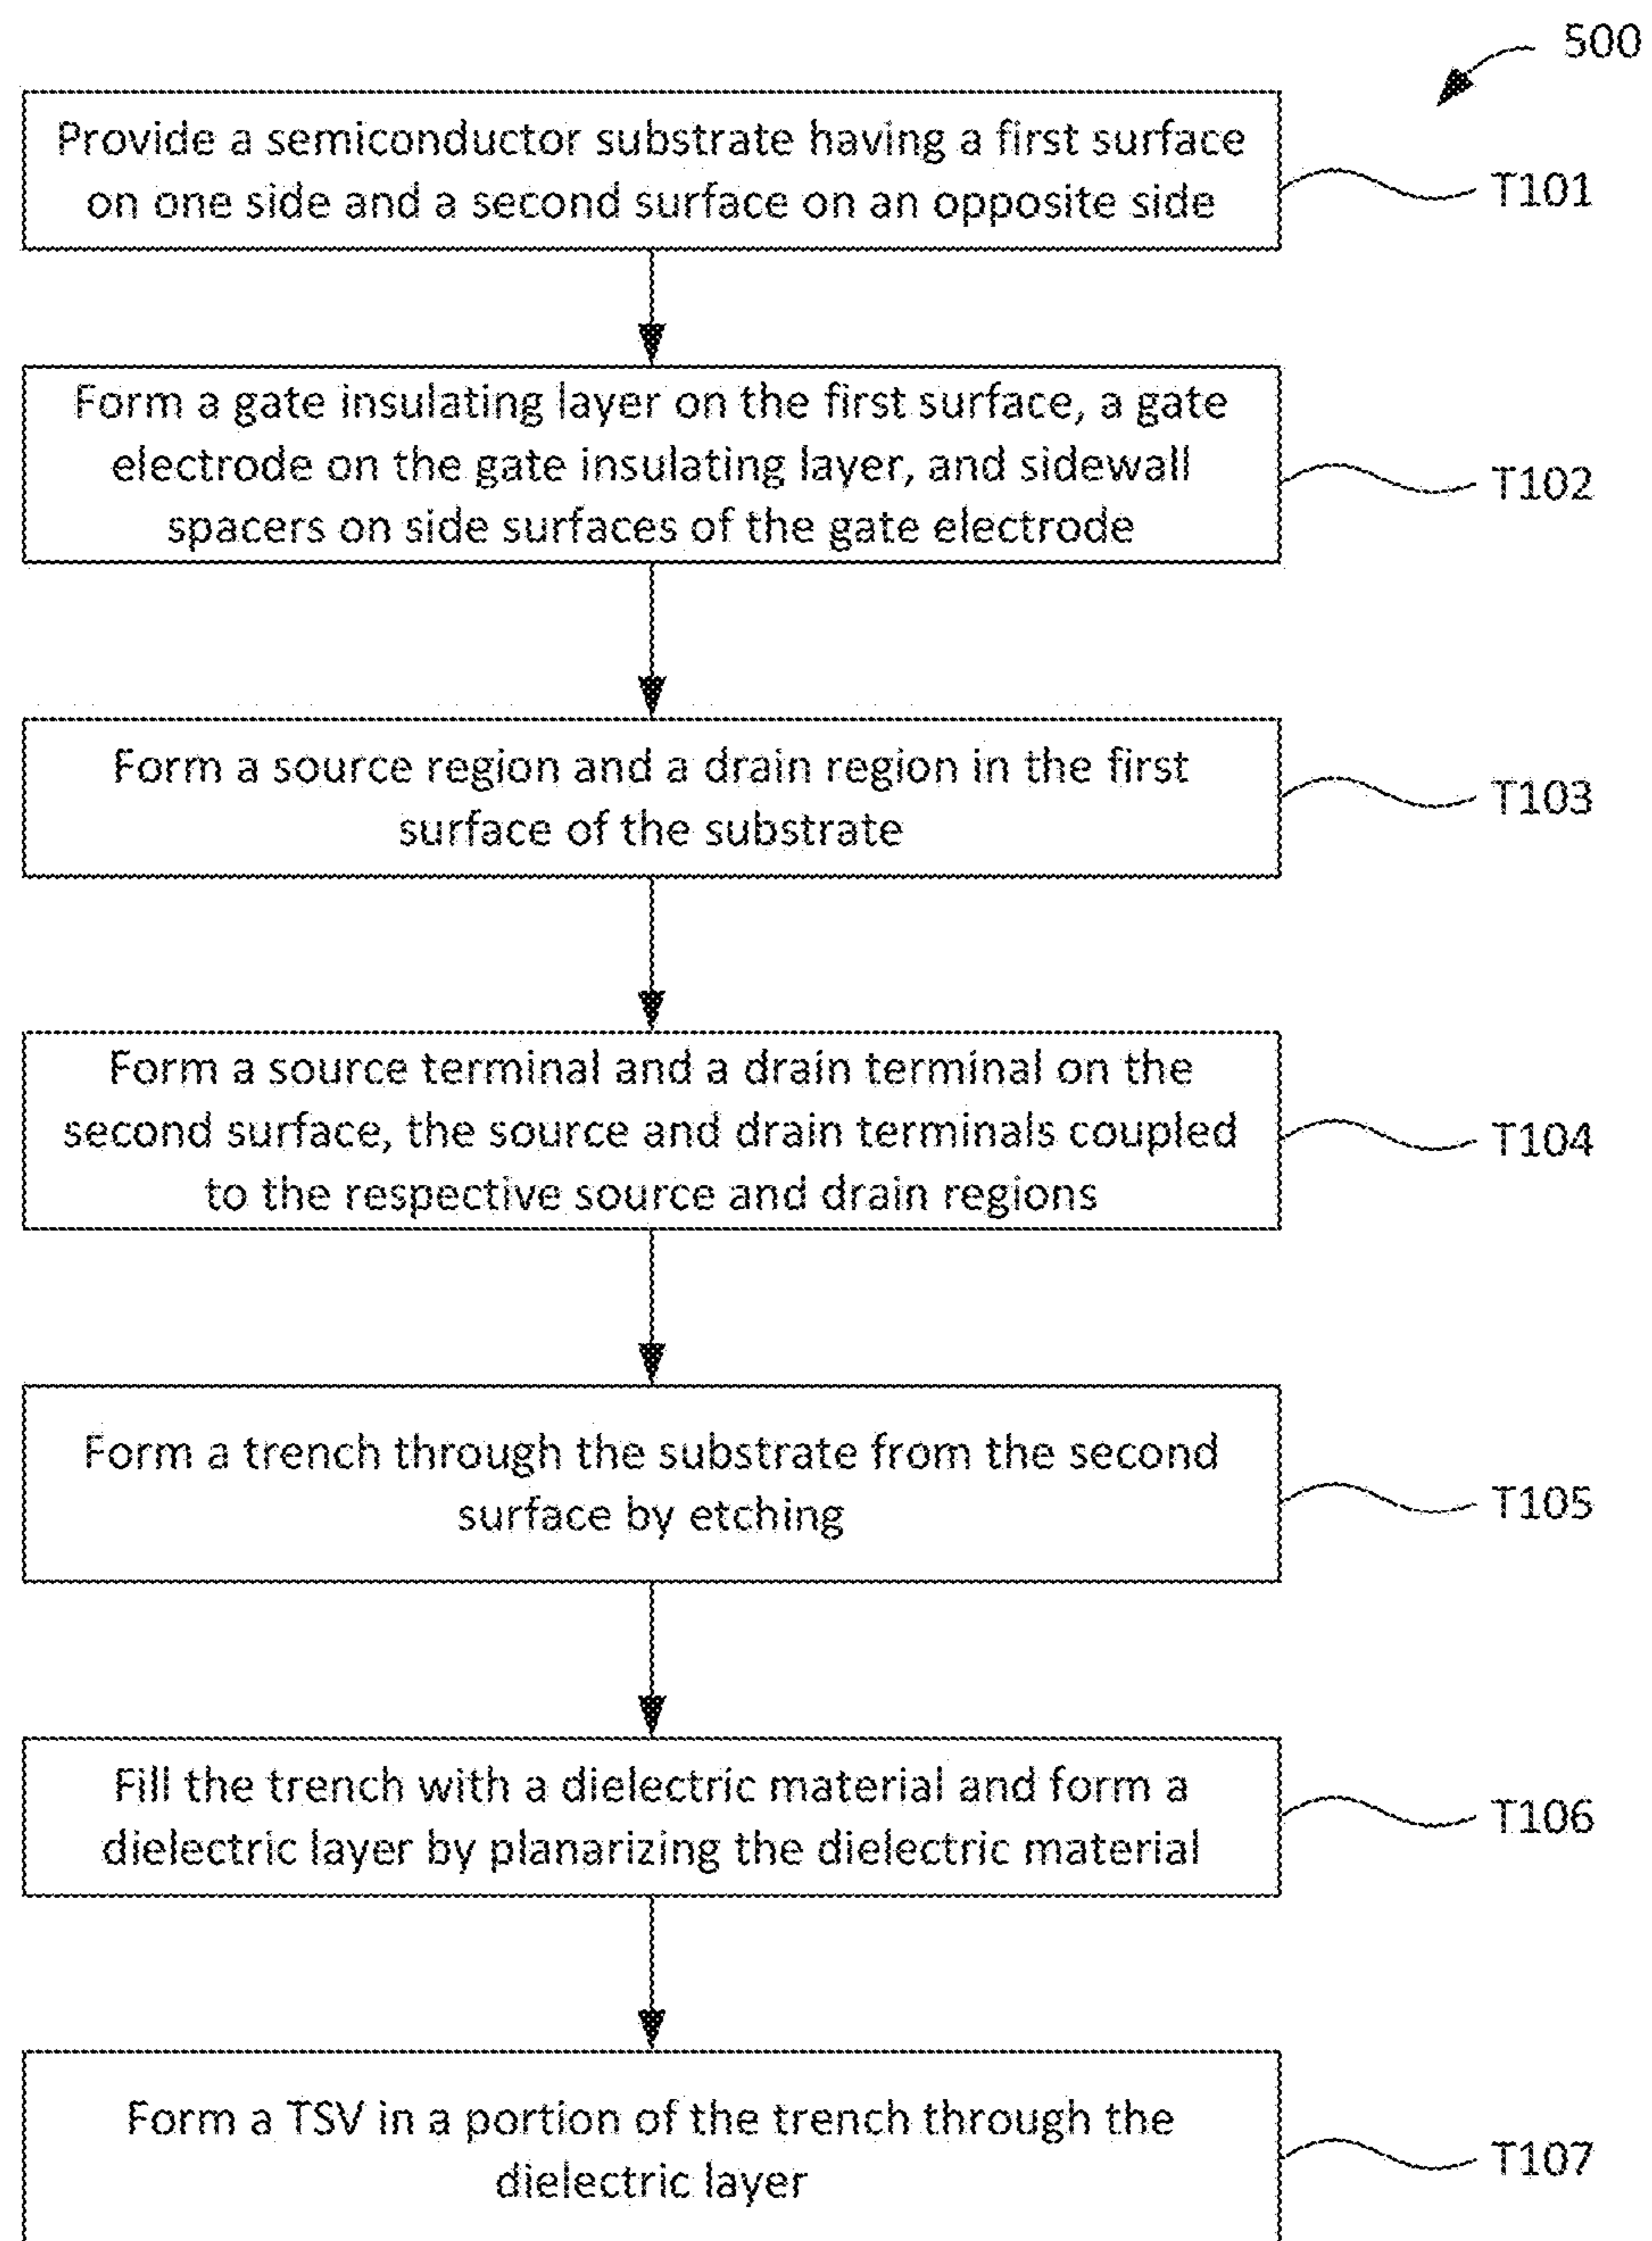 500
Provide a semiconductor substrate having a first surface
on one side and a second surface on an opposite side
T101
Form a gate insulating layer on the first surface, a gate
electrode on the gate insulating layer, and sidewall
spacers on side surfaces of the gate electrode
T102
Form a source region and a drain region in the first
surface of the substrate
T103
Form a source terminal and a drain terminal on the
second surface, the source and drain terminals coupled
to the respective source and drain regions
T104
Form a trench through the substrate from the second
surface by etching
T105
Fill the trench with a dielectric material and form a
dielectric layer by planarizing the dielectric material
T106
Form a TSV in a portion of the trench through the
dielectric layer
T107